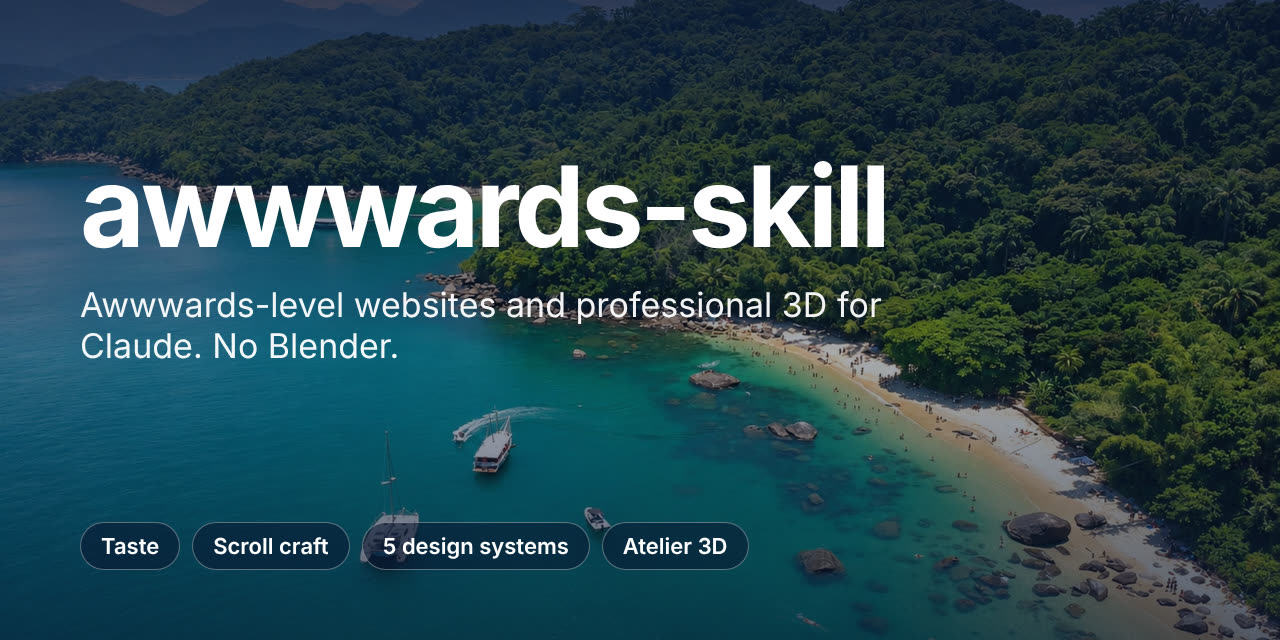 awwwards-skill
Awwwards-level websites and professional 3D for
Claude. No Blender.
Taste
Scroll craft
5 design systems
Atelier 3D